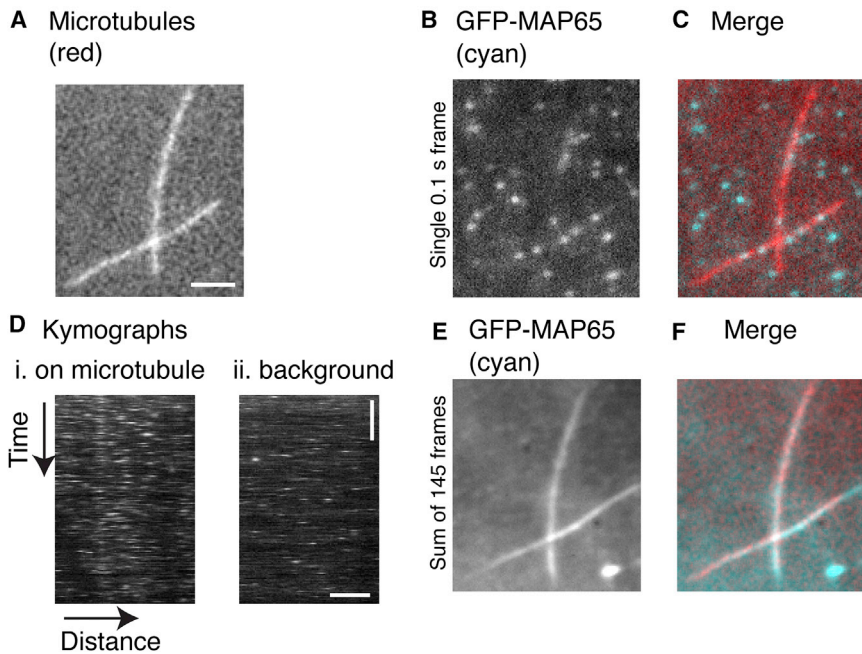 A Microtubules
(red)
B GFP-MAP65
(cyan)
C Merge
Single 0.1 s frame
D Kymographs
i. on microtubule
ii. background
Time
Distance
E GFP-MAP65
(cyan)
F Merge
Sum of 145 frames